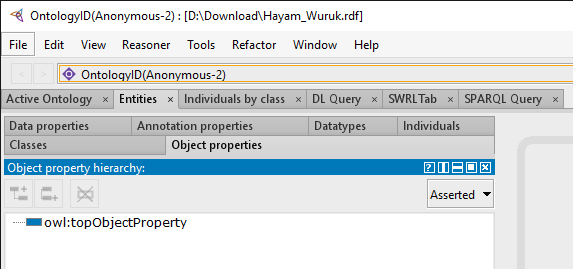 OntologyID(Anonymous-2) : [D:\Download\Hayam_Wuruk.rdf]
File Edit View Reasoner Tools Refactor Window Help
< > OntologyID(Anonymous-2)
Active Ontology × Entities × Individuals by class × DL Query × SWRLTab × SPARQL Query ×
Data properties Annotation properties Datatypes Individuals
Classes Object properties
Object property hierarchy:
Asserted
owl:topObjectProperty